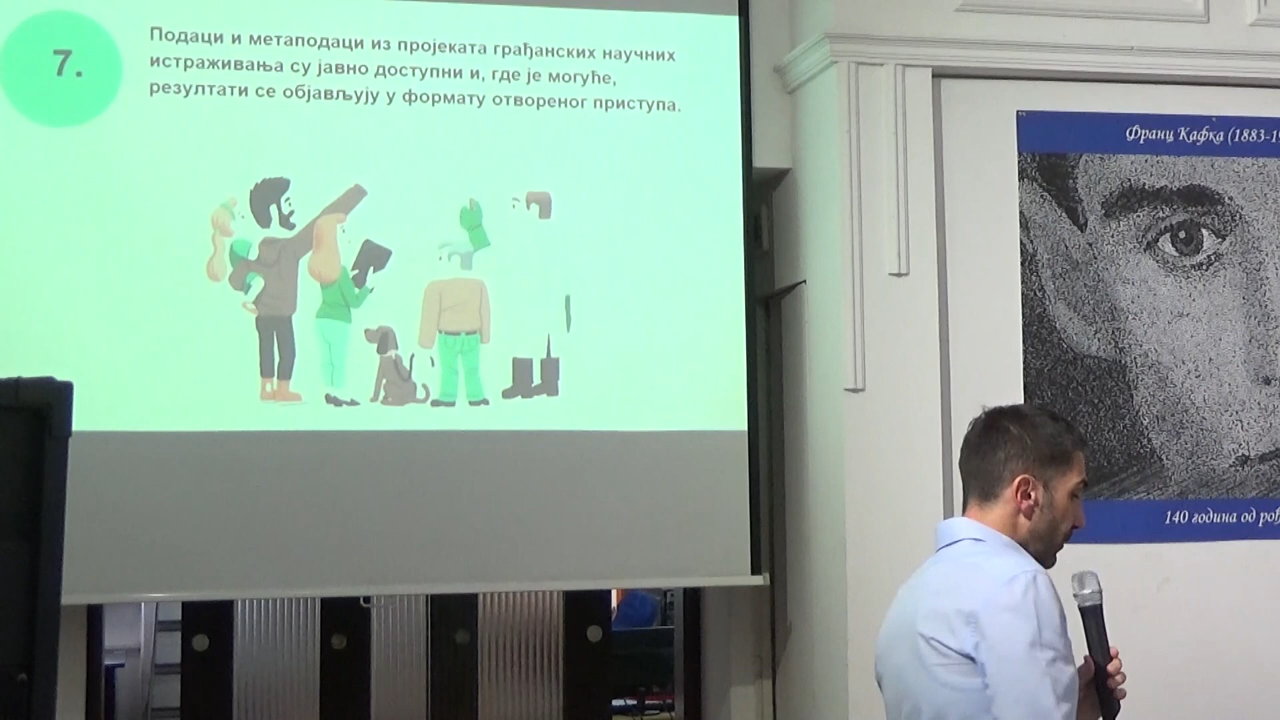 7.
Подаци и метаподаци из пројеката грађанских научних
истраживања су јавно доступни и, где је могуће,
резултати се објављују у формату отвореног приступа.
Франц Кафка (1883-19
140 година од рођ